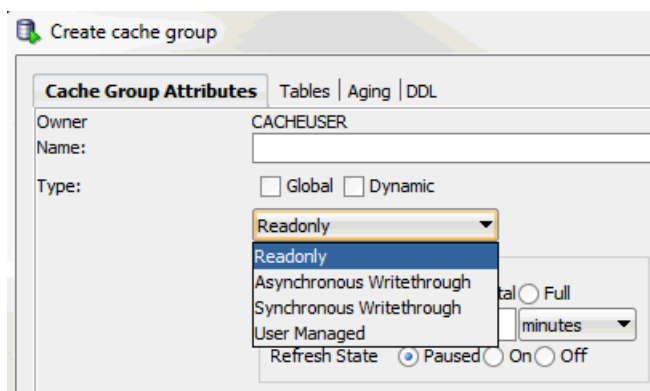 Create cache group
Cache Group Attributes Tables Aging DDL
Owner CACHEUSER
Name:
Type: Global Dynamic
Readonly
Readonly
Asynchronous Writethrough
Synchronous Writethrough
User Managed
Full
minutes
Refresh State Paused On Off